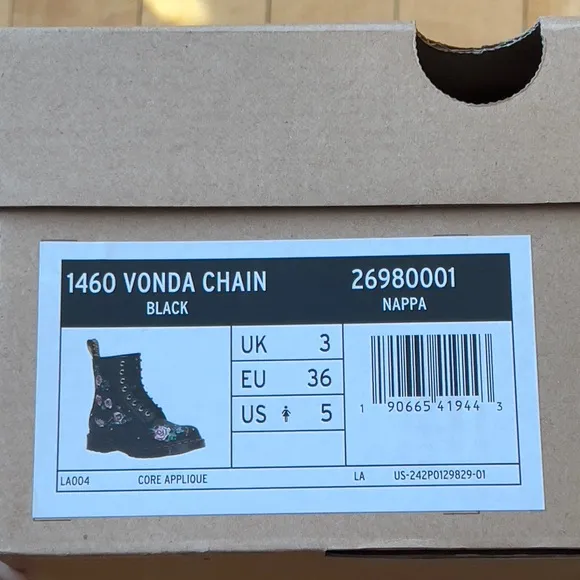 1460 VONDA CHAIN
BLACK
26980001
NAPPA
UK 3
EU 36
US 5
1 90665 41944 3
LA004 CORE APPLIQUE
LA US-242P0129829-01